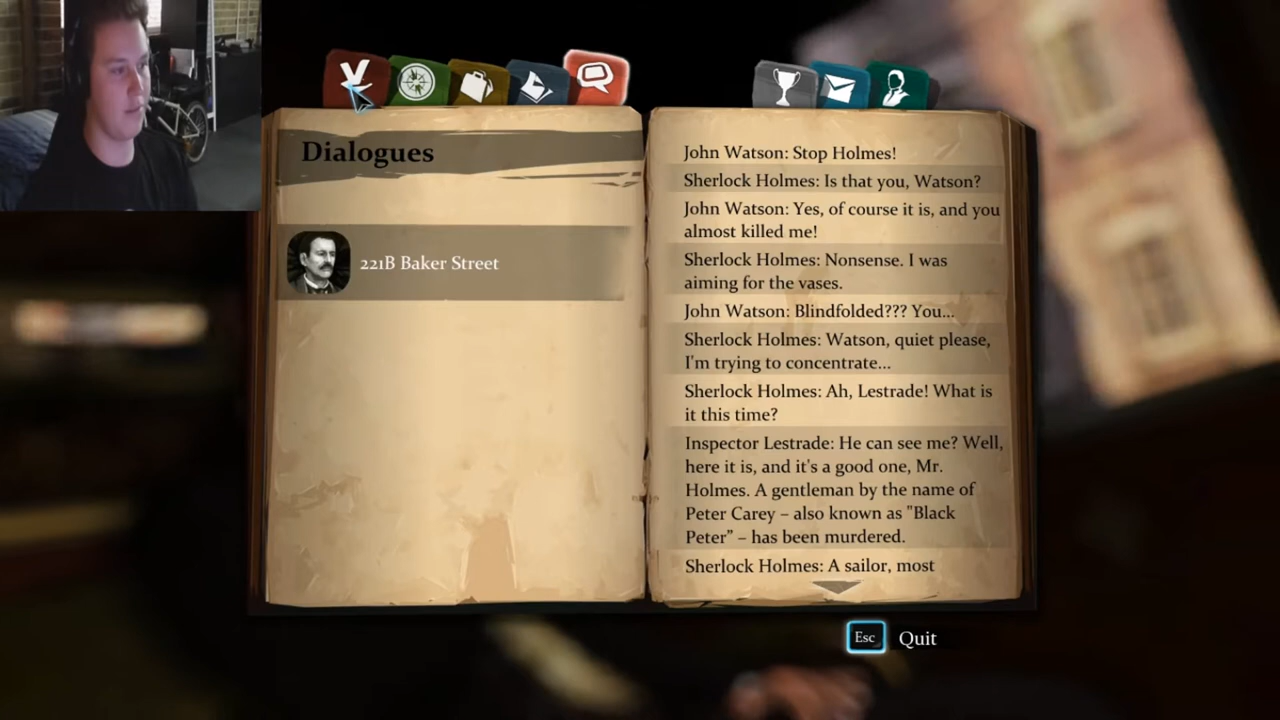 Dialogues
221B Baker Street
John Watson: Stop Holmes!
Sherlock Holmes: Is that you, Watson?
John Watson: Yes, of course it is, and you
almost killed me!
Sherlock Holmes: Nonsense. I was
aiming for the vases.
John Watson: Blindfolded??? You...
Sherlock Holmes: Watson, quiet please,
I'm trying to concentrate...
Sherlock Holmes: Ah, Lestrade! What is
it this time?
Inspector Lestrade: He can see me? Well,
here it is, and it's a good one, Mr.
Holmes. A gentleman by the name of
Peter Carey – also known as "Black
Peter” – has been murdered.
Sherlock Holmes: A sailor, most
Esc Quit